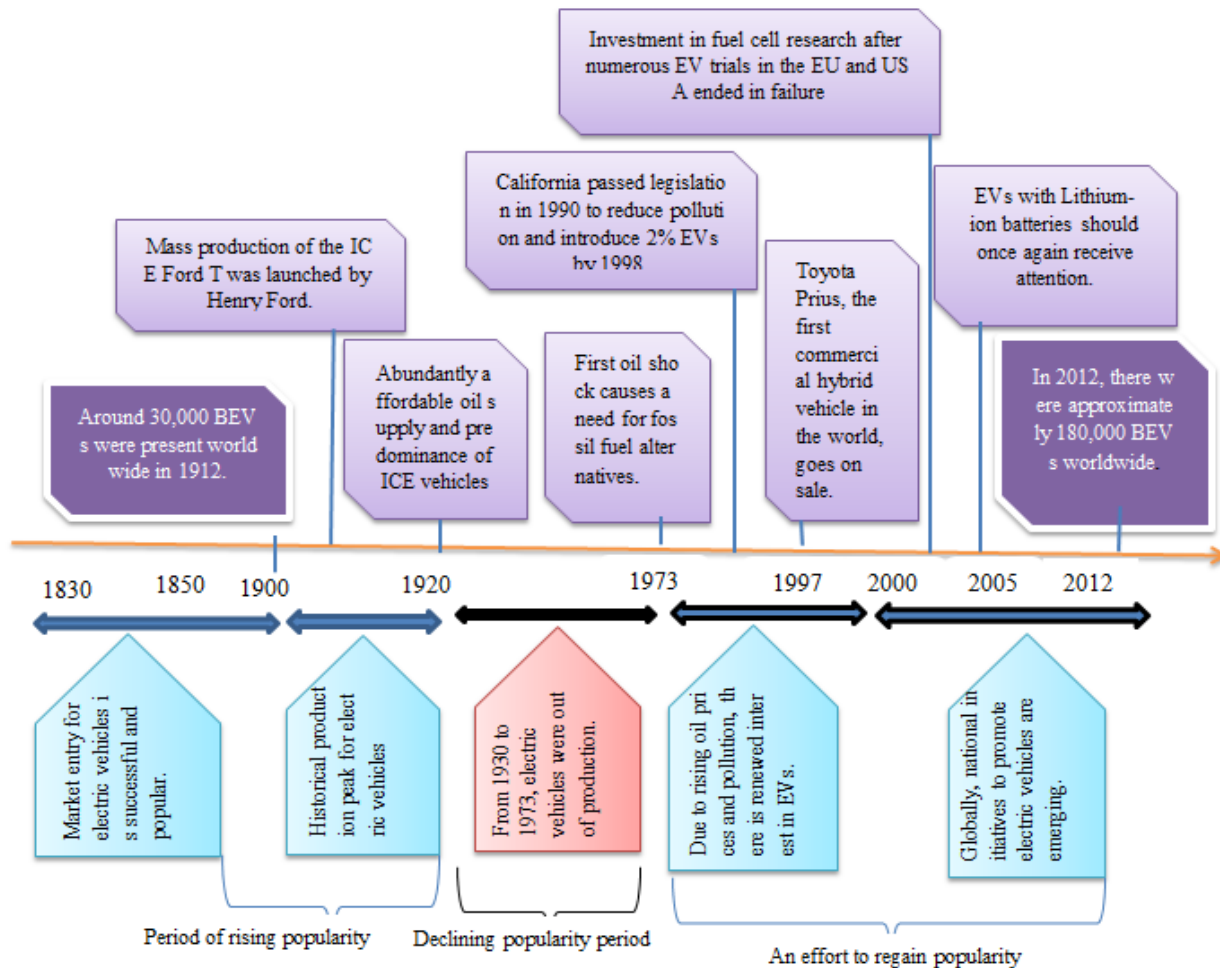 Investment in fuel cell research after
numerous EV trials in the EU and US
A ended in failure
California passed legislatio
n in 1990 to reduce polluti
on and introduce 2% EVs
by 1998
EVs with Lithium-
ion batteries should
once again receive
attention.
Mass production of the IC
E Ford T was launched by
Henry Ford.
Toyota
Prius, the
first
commerci
al hybrid
vehicle in
the world,
goes on
sale.
Around 30,000 BEV
s were present world
wide in 1912.
Abundantly a
ffordable oil s
upply and pre
dominance of
ICE vehicles
First oil sho
ck causes a
need for fos
sil fuel alter
natives.
In 2012, there w
ere approximate
ly 180,000 BEV
s worldwide.
1830
1850
1900
1920
1973
1997
2000
2005
2012
Market entry for
electric vehicles i
s successful and
popular.
Historical product
ion peak for elect
ric vehicles
From 1930 to
1973, electric
vehicles were out
of production.
Due to rising oil pri
ces and pollution, th
ere is renewed inter
est in EVs.
Globally, national in
itiatives to promote
electric vehicles are
emerging.
Period of rising popularity
Declining popularity period
An effort to regain popularity